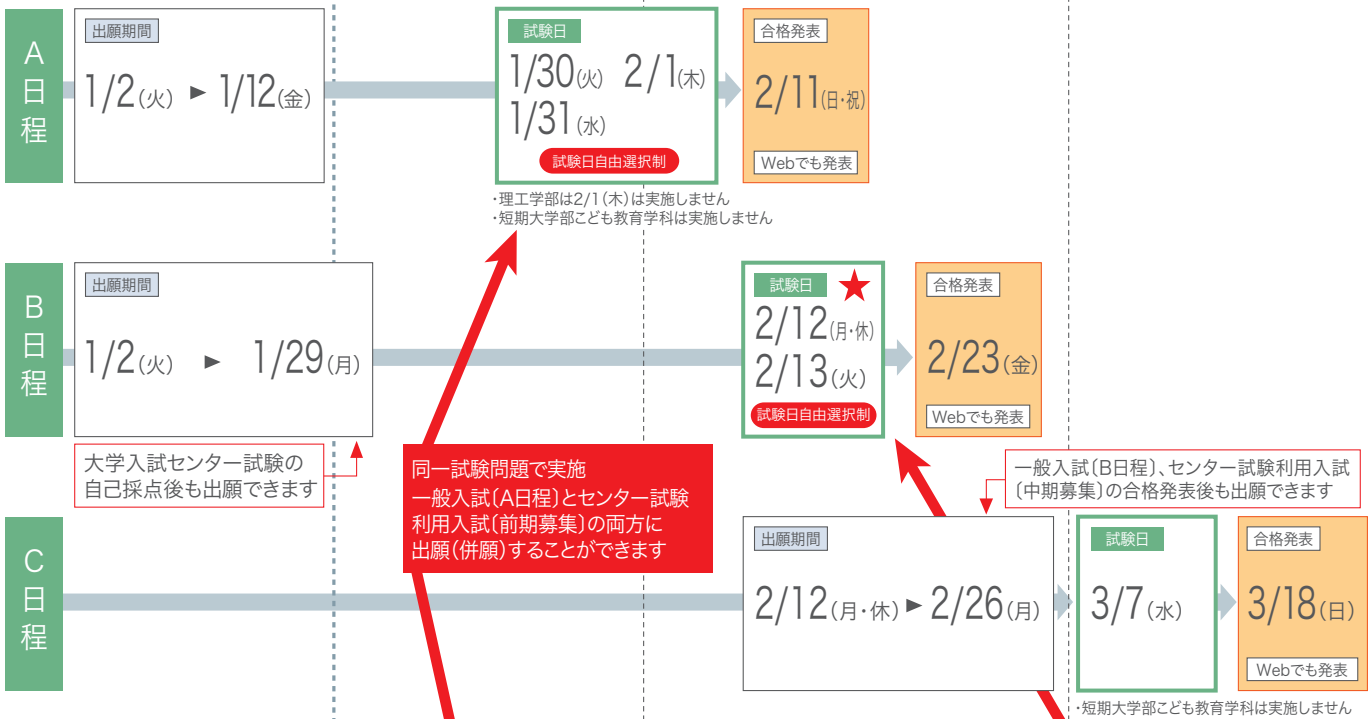 A日程
出願期間
1/2(火) ► 1/12(金)
試験日
1/30(火) 2/1(木)
1/31(水)
試験日自由選択制
合格発表
2/11(日・祝)
Webでも発表
・理工学部は2/1(木)は実施しません
・短期大学部こども教育学科は実施しません
B日程
出願期間
1/2(火) ► 1/29(月)
試験日 ★
2/12(月・休)
2/13(火)
試験日自由選択制
合格発表
2/23(金)
Webでも発表
大学入試センター試験の
自己採点後も出願できます
同一試験問題で実施
一般入試〔A日程〕とセンター試験
利用入試〔前期募集〕の両方に
出願(併願)することができます
一般入試〔B日程〕、センター試験利用入試
〔中期募集〕の合格発表後も出願できます
C日程
出願期間
2/12(月・休) ► 2/26(月)
試験日
3/7(水)
合格発表
3/18(日)
Webでも発表
・短期大学部こども教育学科は実施しません